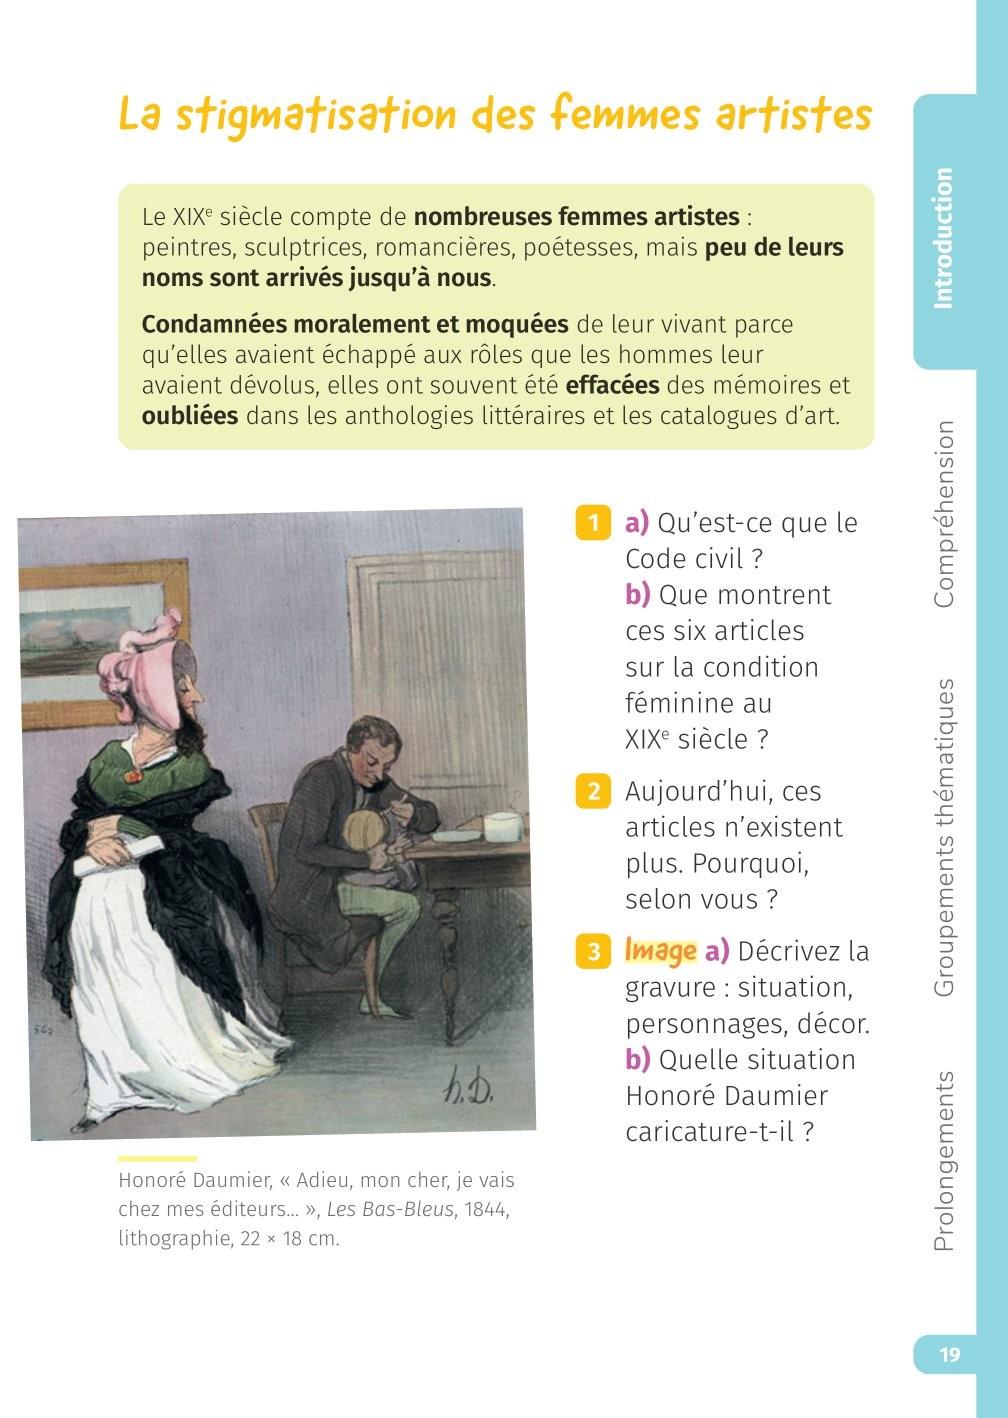 La stigmatisation des femmes artistes
Le XIXe siècle compte de nombreuses femmes artistes :
peintres, sculptrices, romancières, poétesses, mais peu de leurs
noms sont arrivés jusqu’à nous.
Condamnées moralement et moquées de leur vivant parce
qu’elles avaient échappé aux rôles que les hommes leur
avaient dévolus, elles ont souvent été effacées des mémoires et
oubliées dans les anthologies littéraires et les catalogues d’art.
562
h.D.
Honoré Daumier, « Adieu, mon cher, je vais
chez mes éditeurs... », Les Bas-Bleus, 1844,
lithographie, 22 × 18 cm.
1 a) Qu’est-ce que le
Code civil ?
b) Que montrent
ces six articles
sur la condition
féminine au
XIXe siècle ?
2 Aujourd’hui, ces
articles n’existent
plus. Pourquoi,
selon vous ?
3 Image a) Décrivez la
gravure : situation,
personnages, décor.
b) Quelle situation
Honoré Daumier
caricature-t-il ?
Introduction
Compréhension
Groupements thématiques
Prolongements
19